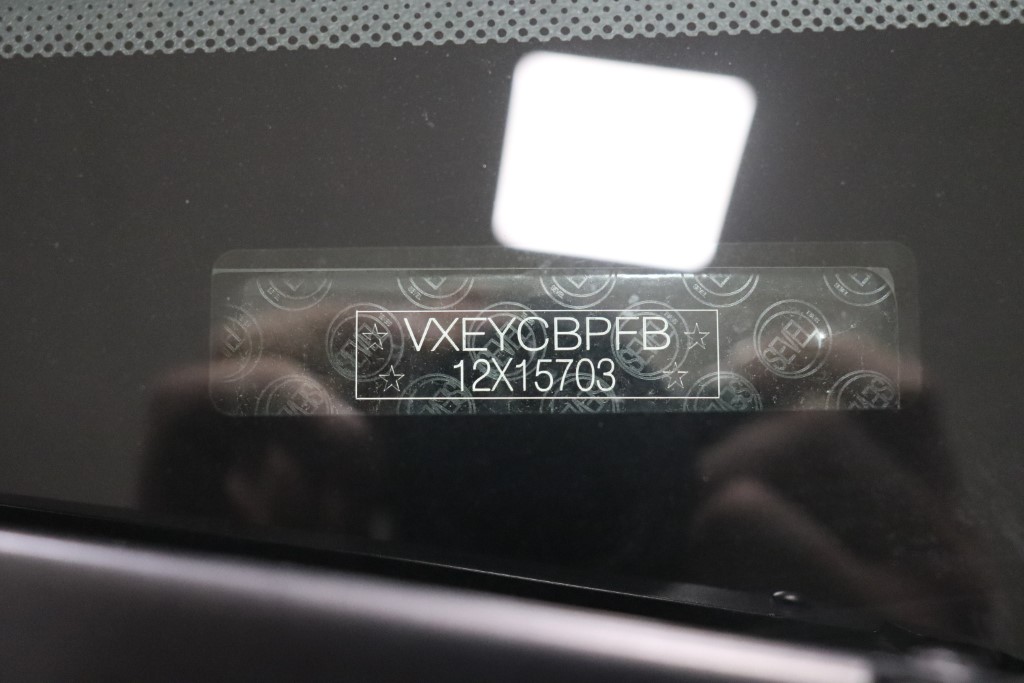 ☆ VXEYCBPFB ☆
☆ 12X15703 ☆